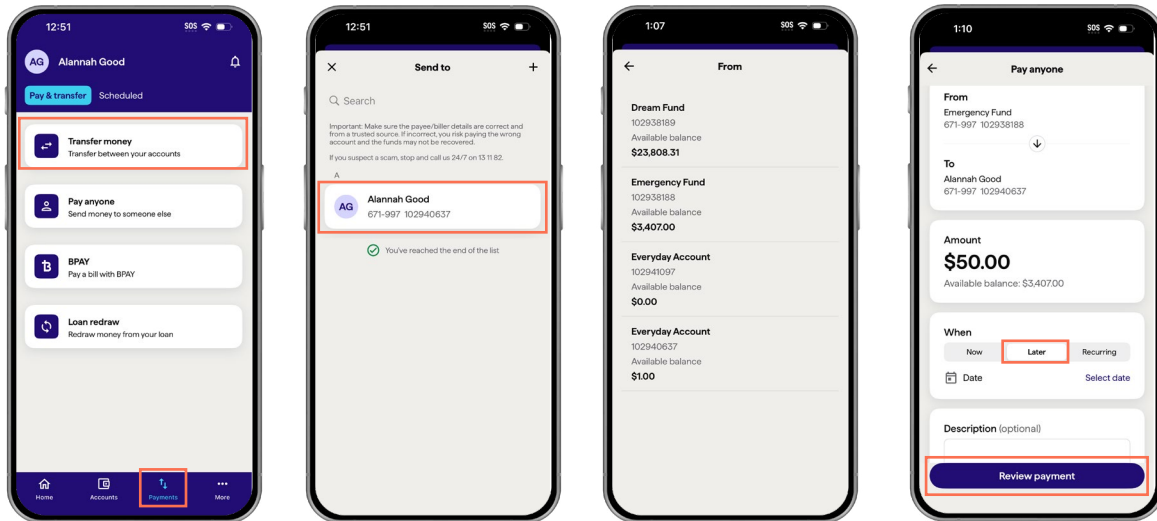 12:51
SOS
AG
Alannah Good
Pay & transfer
Scheduled
Transfer money
Transfer between your accounts
Pay anyone
Send money to someone else
BPAY
Pay a bill with BPAY
Loan redraw
Redraw money from your loan
Home
Accounts
Payments
More
12:51
SOS
Send to
Search
Important: Make sure the payee/biller details are correct and
from a trusted source. If incorrect, you risk paying the wrong
account and the funds may not be recovered.
If you suspect a scam, stop and call us 24/7 on 13 11 82.
A
AG
Alannah Good
671-997 102940637
You've reached the end of the list
1:07
SOS
From
Dream Fund
102938189
Available balance
$23,808.31
Emergency Fund
102938188
Available balance
$3,407.00
Everyday Account
102941097
Available balance
$0.00
Everyday Account
102940637
Available balance
$1.00
1:10
SOS
Pay anyone
From
Emergency Fund
671-997 102938188
To
Alannah Good
671-997 102940637
Amount
$50.00
Available balance: $3,407.00
When
Now
Later
Recurring
Date
Select date
Description (optional)
Review payment